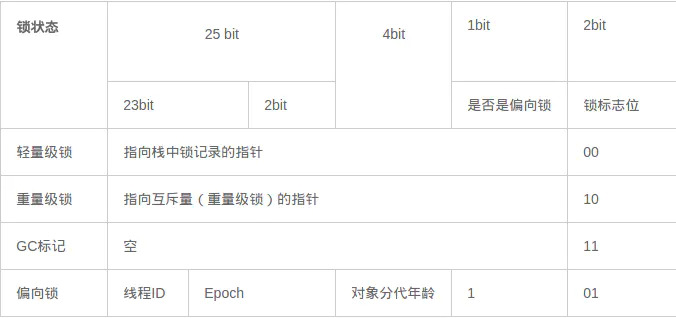 锁状态 25 bit 4bit 1bit 2bit
23bit 2bit 是否是偏向锁 锁标志位
轻量级锁 指向栈中锁记录的指针 00
重量级锁 指向互斥量（重量级锁）的指针 10
GC标记 空 11
偏向锁 线程ID Epoch 对象分代年龄 1 01